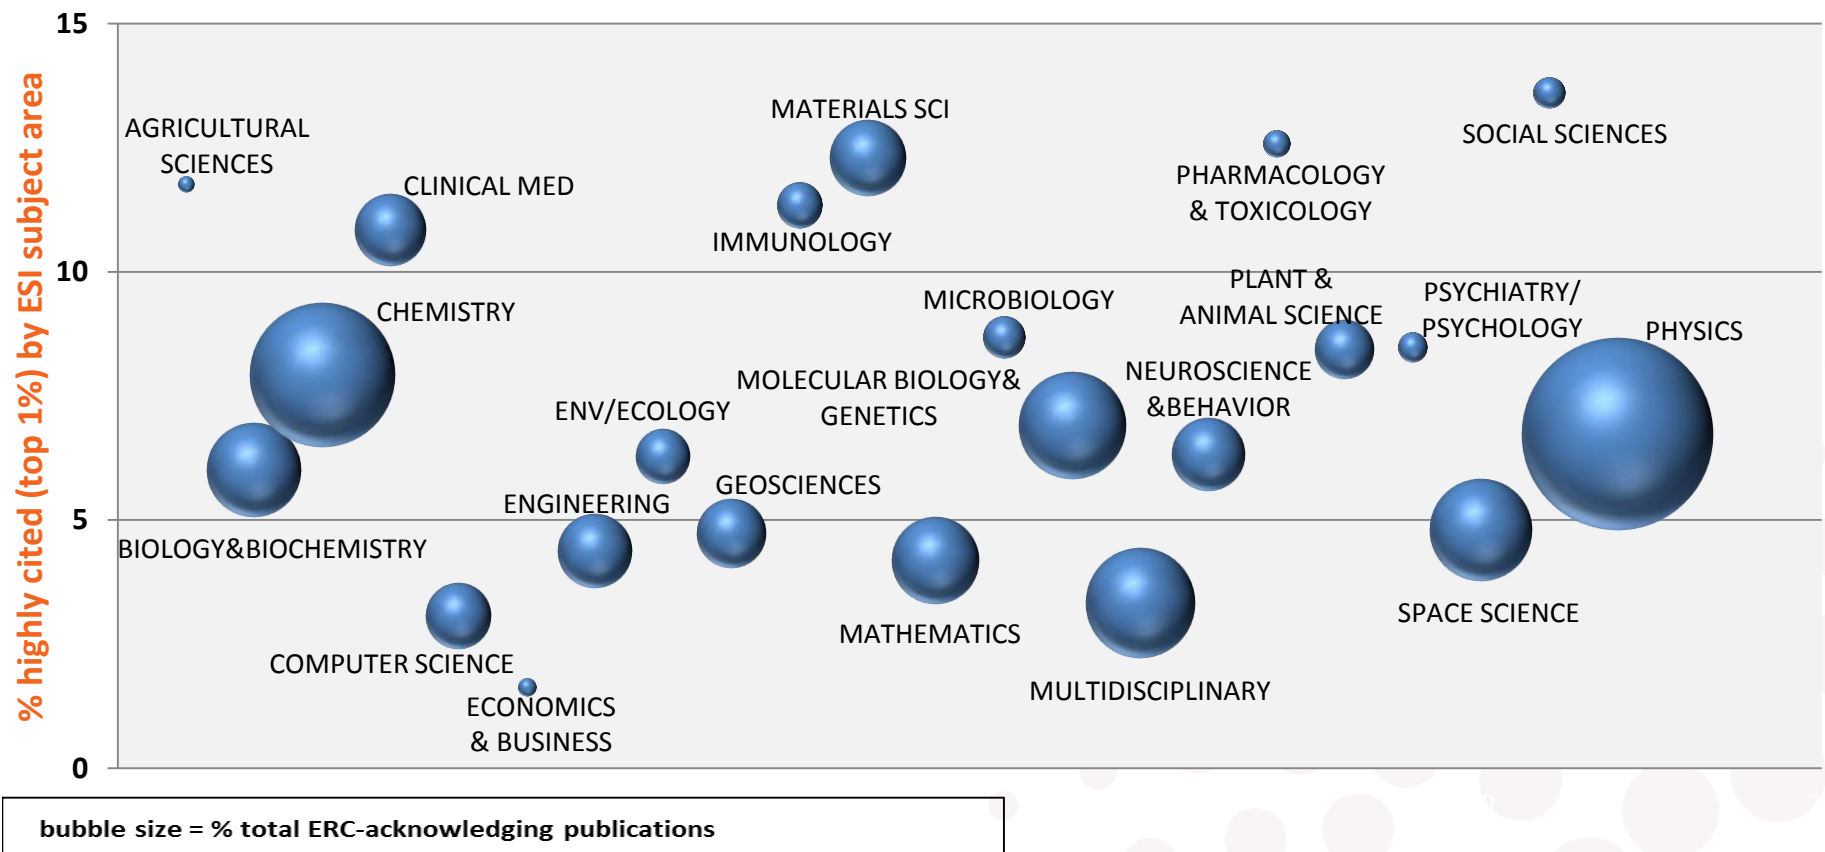 15
% highly cited (top 1%) by ESI subject area
MATERIALS SCI
AGRICULTURAL
SCIENCES
SOCIAL SCIENCES
CLINICAL MED
PHARMACOLOGY
& TOXICOLOGY
IMMUNOLOGY
10
PLANT &
ANIMAL SCIENCE
PSYCHIATRY/
PSYCHOLOGY
MICROBIOLOGY
CHEMISTRY
PHYSICS
MOLECULAR BIOLOGY&
GENETICS
NEUROSCIENCE
&BEHAVIOR
ENV/ECOLOGY
GEOSCIENCES
ENGINEERING
5
BIOLOGY&BIOCHEMISTRY
SPACE SCIENCE
MATHEMATICS
COMPUTER SCIENCE
MULTIDISCIPLINARY
ECONOMICS
& BUSINESS
0
bubble size = % total ERC-acknowledging publications